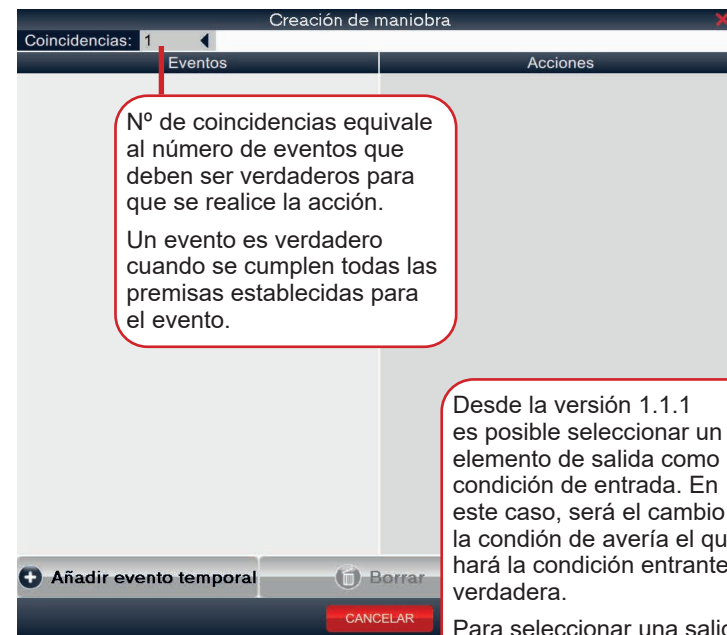 Creación de maniobra
Coincidencias: 1
Eventos
Acciones
Nº de coincidencias equivale
al número de eventos que
deben ser verdaderos para
que se realice la acción.
Un evento es verdadero
cuando se cumplen todas las
premisas establecidas para
el evento.
Desde la versión 1.1.1
es posible seleccionar un
elemento de salida como
condición de entrada. En
este caso, será el cambio
la condión de avería el
hará la condición entrante
verdadera.
Para seleccionar una
Añadir evento temporal
Borrar
CANCELAR